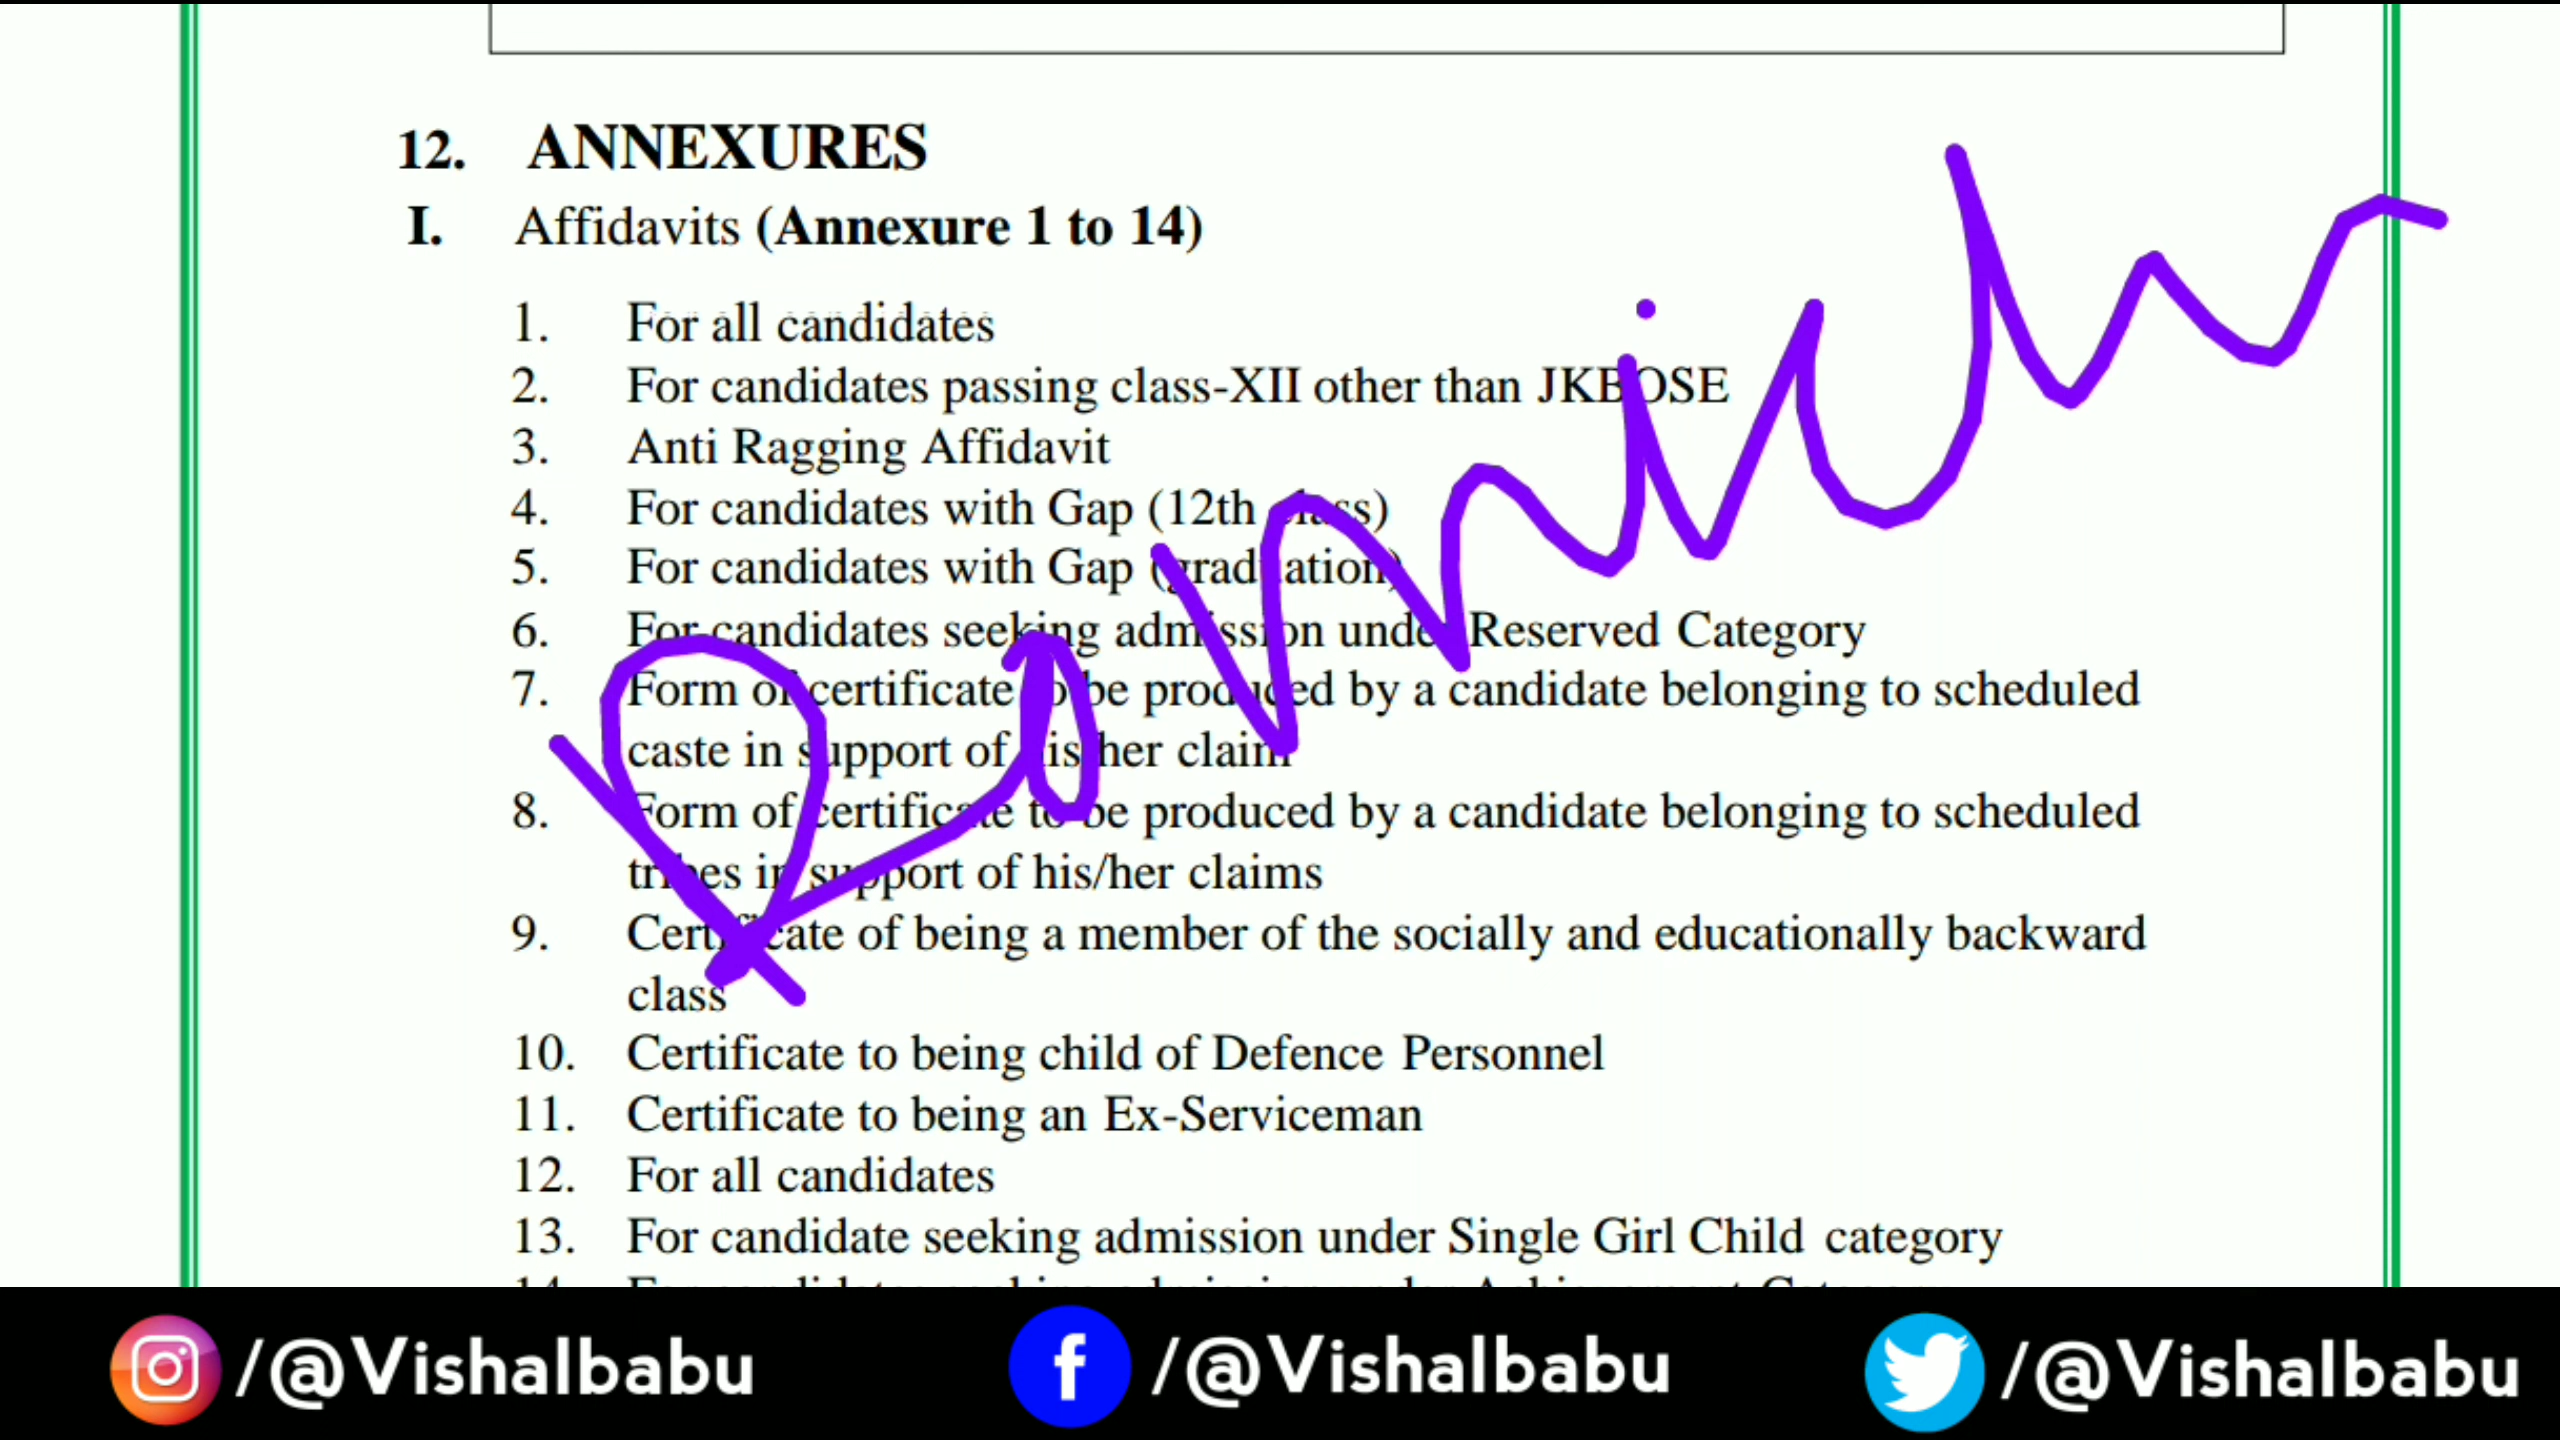 12. ANNEXURES
I. Affidavits (Annexure 1 to 14)
1. For all candidates
2. For candidates passing class-XII other than JKBOSE
3. Anti Ragging Affidavit
4. For candidates with Gap (12th class)
5. For candidates with Gap (graduation)
6. For candidates seeking admission under Reserved Category
7. Form of certificate to be produced by a candidate belonging to scheduled
caste in support of his/her claim
8. Form of certificate to be produced by a candidate belonging to scheduled
tribes in support of his/her claims
9. Certificate of being a member of the socially and educationally backward
class
10. Certificate to being child of Defence Personnel
11. Certificate to being an Ex-Serviceman
12. For all candidates
13. For candidate seeking admission under Single Girl Child category
/@Vishalbabu /@Vishalbabu /@Vishalbabu